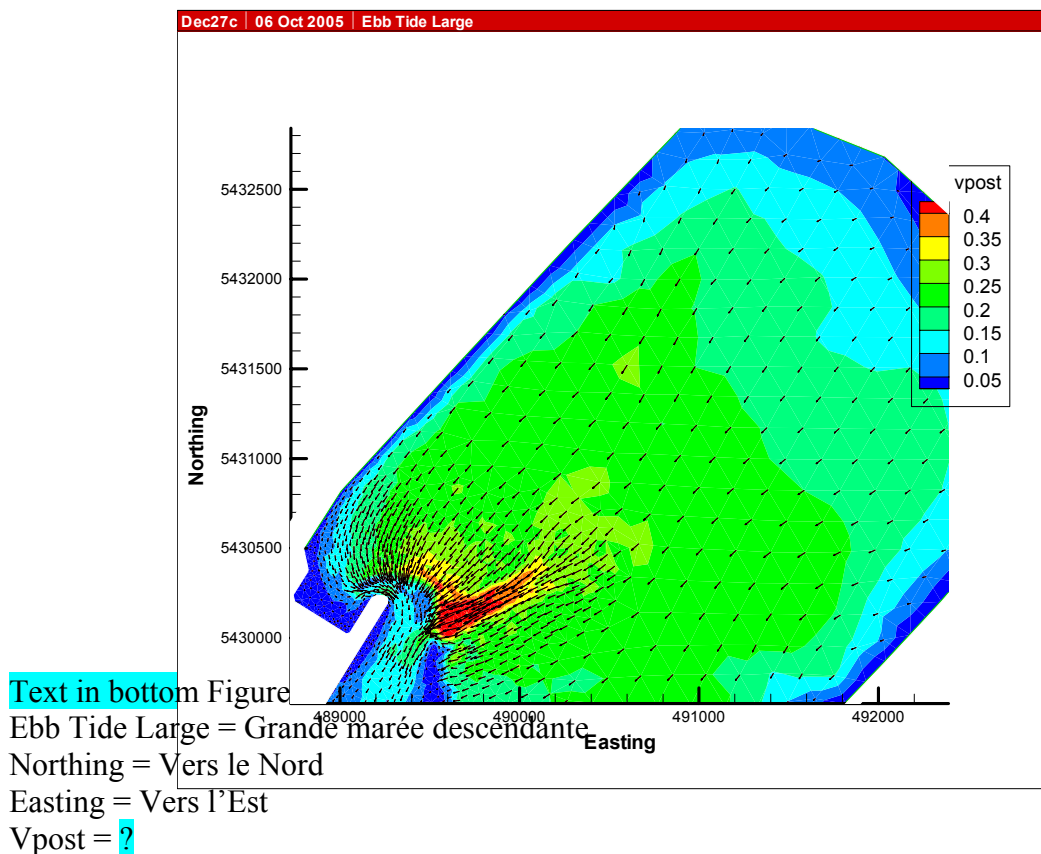 Dec27c | 06 Oct 2005 | Ebb Tide Large
vpost
0.4
0.35
0.3
0.25
0.2
0.15
0.1
0.05
Northing
5432500
5432000
5431500
5431000
5430500
5430000
489000 490000 491000 492000
Easting
Text in bottom Figure
Ebb Tide Large = Grande marée descendante
Northing = Vers le Nord
Easting = Vers l’Est
Vpost = ?